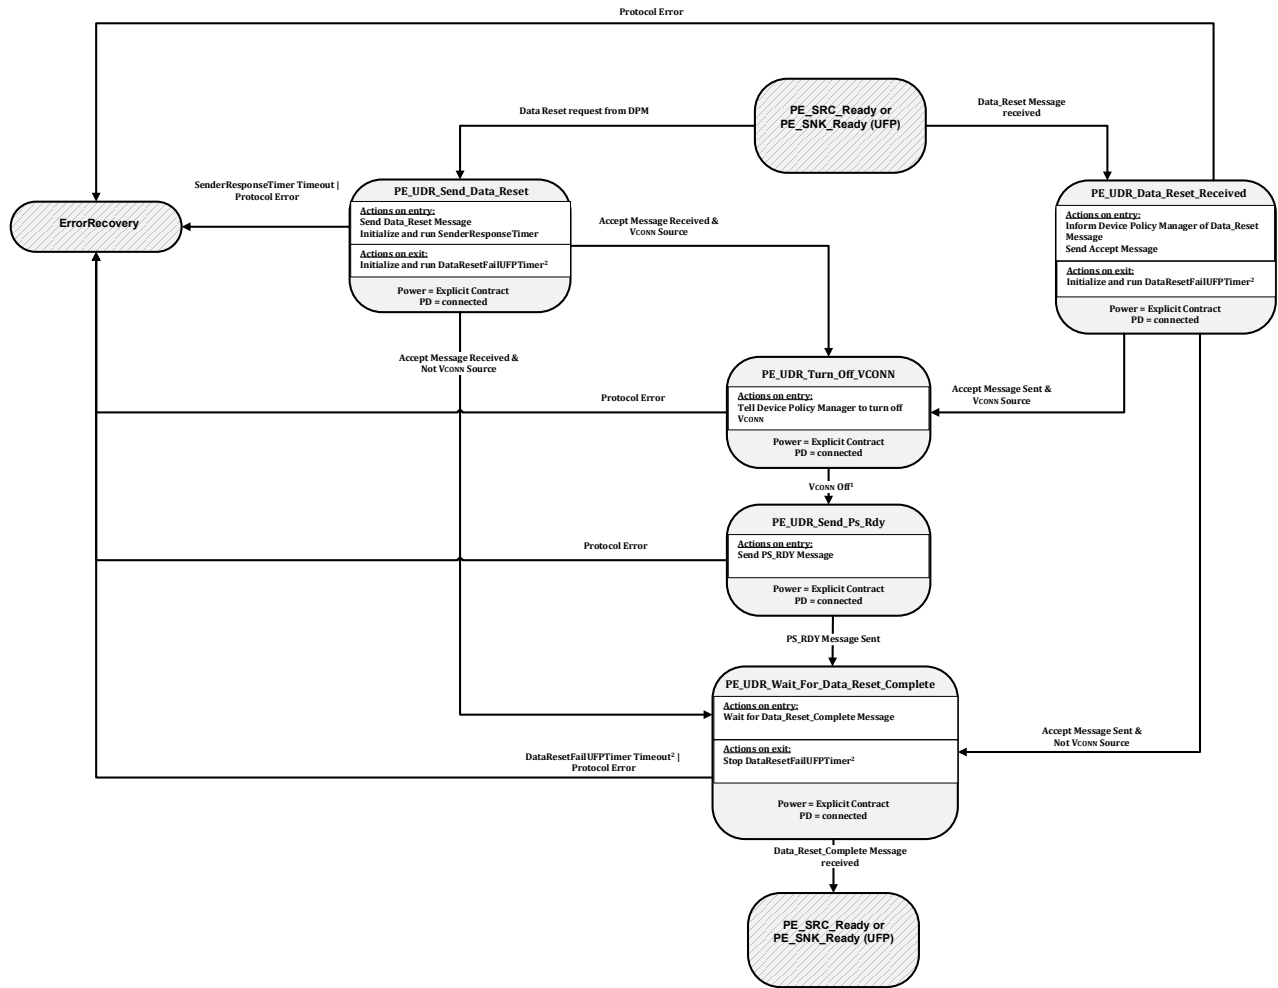 Protocol Error
PE_SRC_Ready or
PE_SNK_Ready (UFP)
Data Reset request from DPM
Data_Reset Message
received
SenderResponseTimer Timeout |
Protocol Error
ErrorRecovery
PE_UDR_Send_Data_Reset
Actions on entry:
Send Data_Reset Message
Initialize and run SenderResponseTimer
Actions on exit:
Initialize and run DataResetFailUFPTimer²
Power = Explicit Contract
PD = connected
Accept Message Received &
VCONN Source
PE_UDR_Data_Reset_Received
Actions on entry:
Inform Device Policy Manager of Data_Reset
Message
Send Accept Message
Actions on exit:
Initialize and run DataResetFailUFPTimer²
Power = Explicit Contract
PD = connected
Accept Message Received &
Not VCONN Source
Protocol Error
PE_UDR_Turn_Off_VCONN
Actions on entry:
Tell Device Policy Manager to turn off
VCONN
Power = Explicit Contract
PD = connected
Accept Message Sent &
VCONN Source
VCONN Off¹
Protocol Error
PE_UDR_Send_Ps_Rdy
Actions on entry:
Send PS_RDY Message
Power = Explicit Contract
PD = connected
PS_RDY Message Sent
PE_UDR_Wait_For_Data_Reset_Complete
Actions on entry:
Wait for Data_Reset_Complete Message
Actions on exit:
Stop DataResetFailUFPTimer²
Power = Explicit Contract
PD = connected
Accept Message Sent &
Not VCONN Source
DataResetFailUFPTimer Timeout² |
Protocol Error
Data_Reset_Complete Message
received
PE_SRC_Ready or
PE_SNK_Ready (UFP)